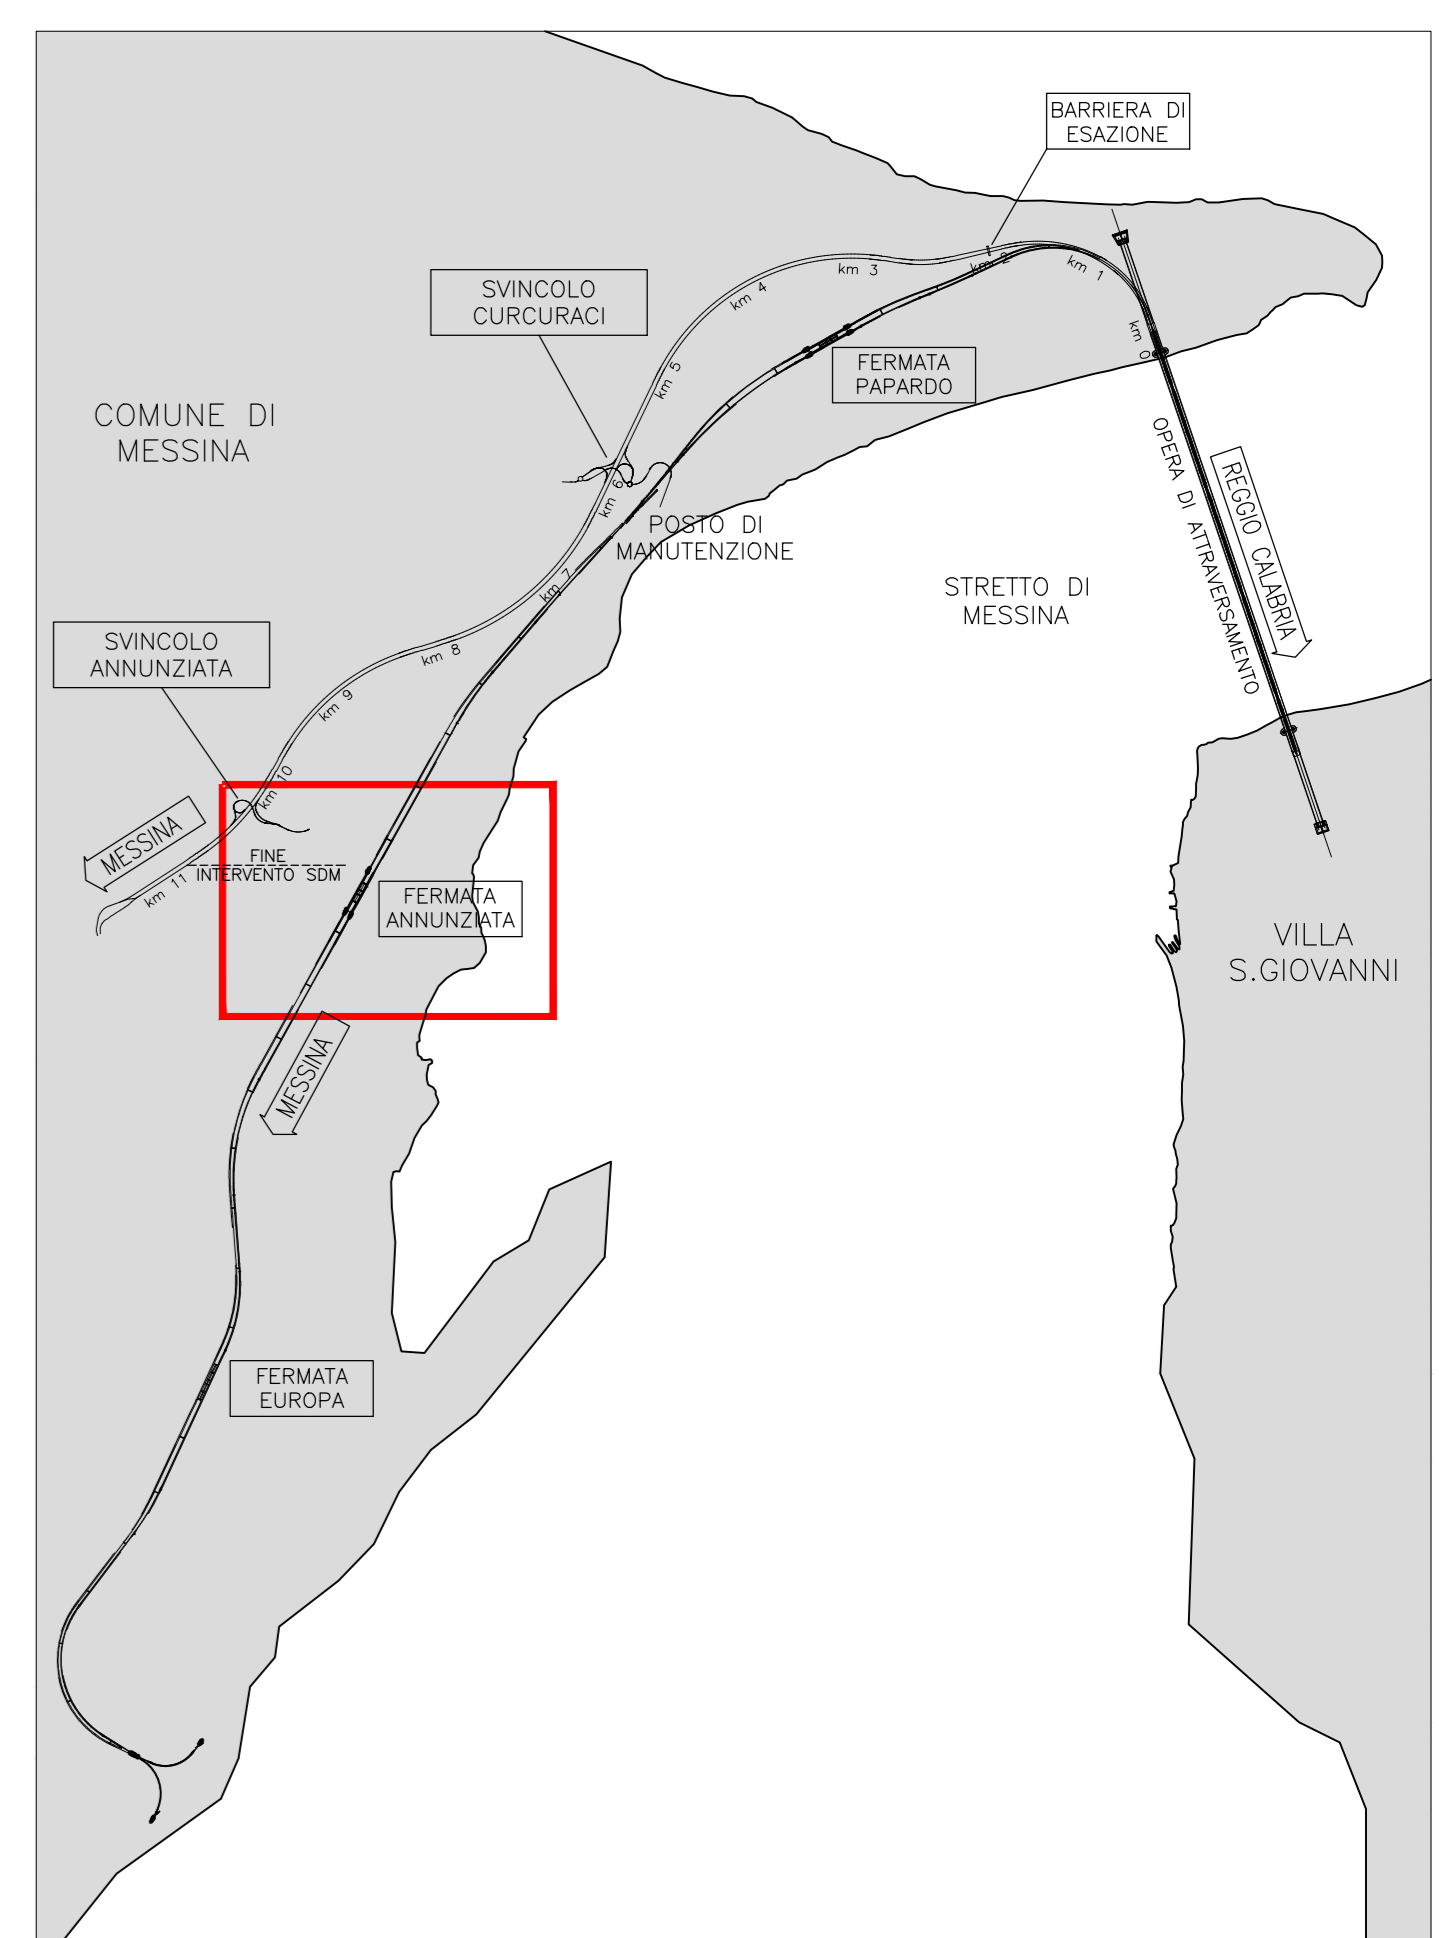 BARRIERA DI
ESAZIONE
km 0
km 1
km 2
km 3
km 4
km 5
km 6
km 7
km 8
km 9
km 10
km 11
SVINCOLO
CURCURACI
FERMATA
PAPARDO
COMUNE DI
MESSINA
POSTO DI
MANUTENZIONE
OPERA DI ATTRAVERSAMENTO
REGGIO CALABRIA
STRETTO DI
MESSINA
SVINCOLO
ANNUNZIATA
MESSINA
FINE
INTERVENTO SDM
FERMATA
ANNUNZIATA
VILLA
S.GIOVANNI
MESSINA
FERMATA
EUROPA